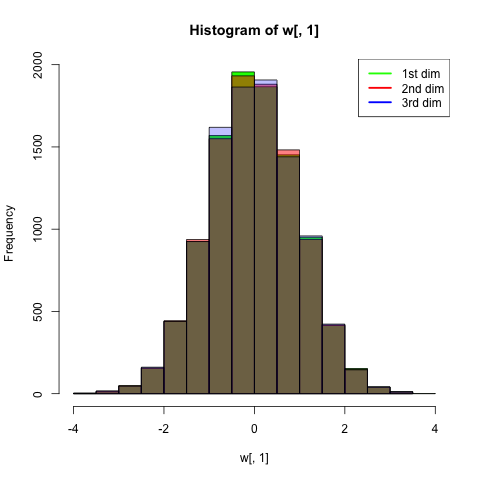 Histogram of w[, 1]
1st dim
2nd dim
3rd dim
Frequency
2000
1500
1000
500
0
-4
-2
0
2
4
w[, 1]